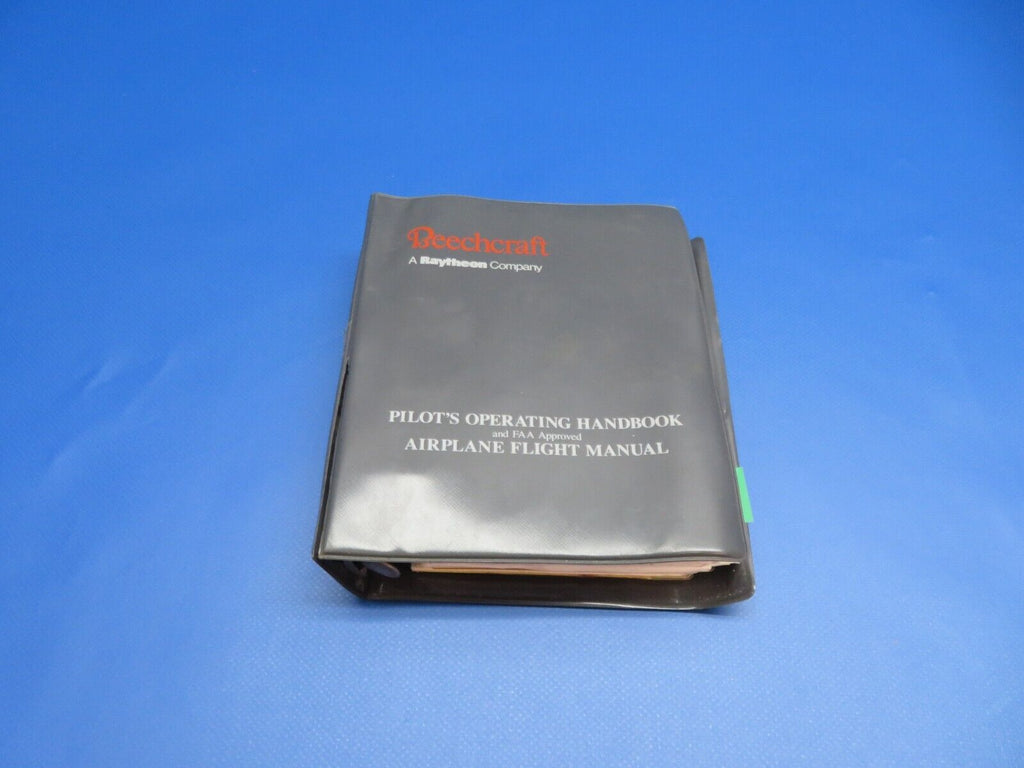 Beechcraft
A Raytheon Company
PILOT'S OPERATING HANDBOOK
and FAA Approved
AIRPLANE FLIGHT MANUAL